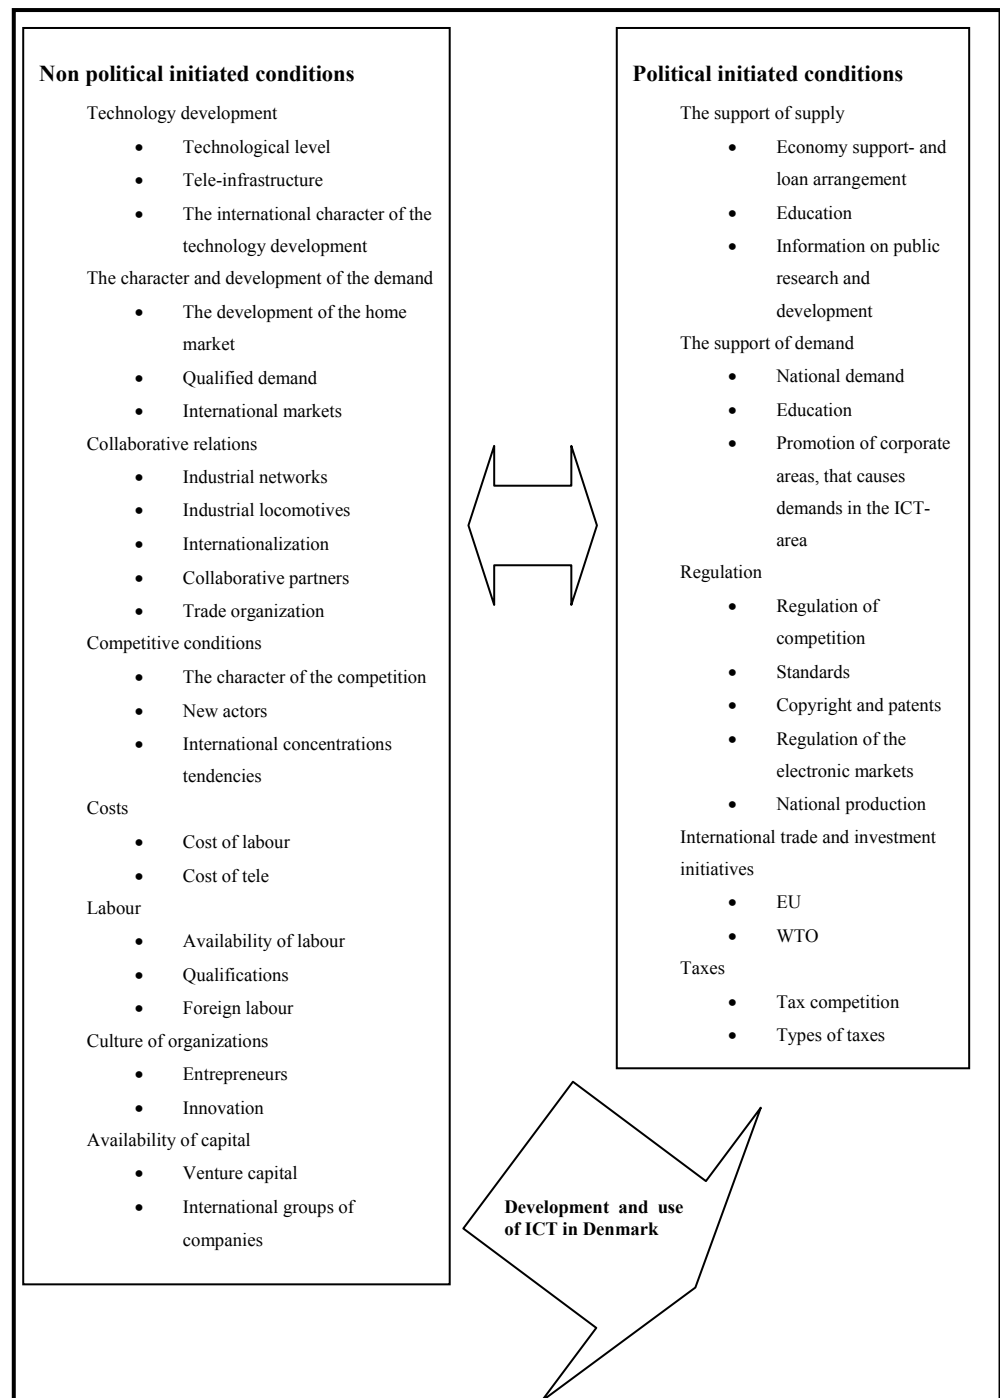 Non political initiated conditions
Technology development
• Technological level
• Tele-infrastructure
• The international character of the
technology development
The character and development of the demand
• The development of the home
market
• Qualified demand
• International markets
Collaborative relations
• Industrial networks
• Industrial locomotives
• Internationalization
• Collaborative partners
• Trade organization
Competitive conditions
• The character of the competition
• New actors
• International concentrations
tendencies
Costs
• Cost of labour
• Cost of tele
Labour
• Availability of labour
• Qualifications
• Foreign labour
Culture of organizations
• Entrepreneurs
• Innovation
Availability of capital
• Venture capital
• International groups of
companies
Political initiated conditions
The support of supply
• Economy support- and
loan arrangement
• Education
• Information on public
research and
development
The support of demand
• National demand
• Education
• Promotion of corporate
areas, that causes
demands in the ICT-
area
Regulation
• Regulation of
competition
• Standards
• Copyright and patents
• Regulation of the
electronic markets
• National production
International trade and investment
initiatives
• EU
• WTO
Taxes
• Tax competition
• Types of taxes
Development and use
of ICT in Denmark